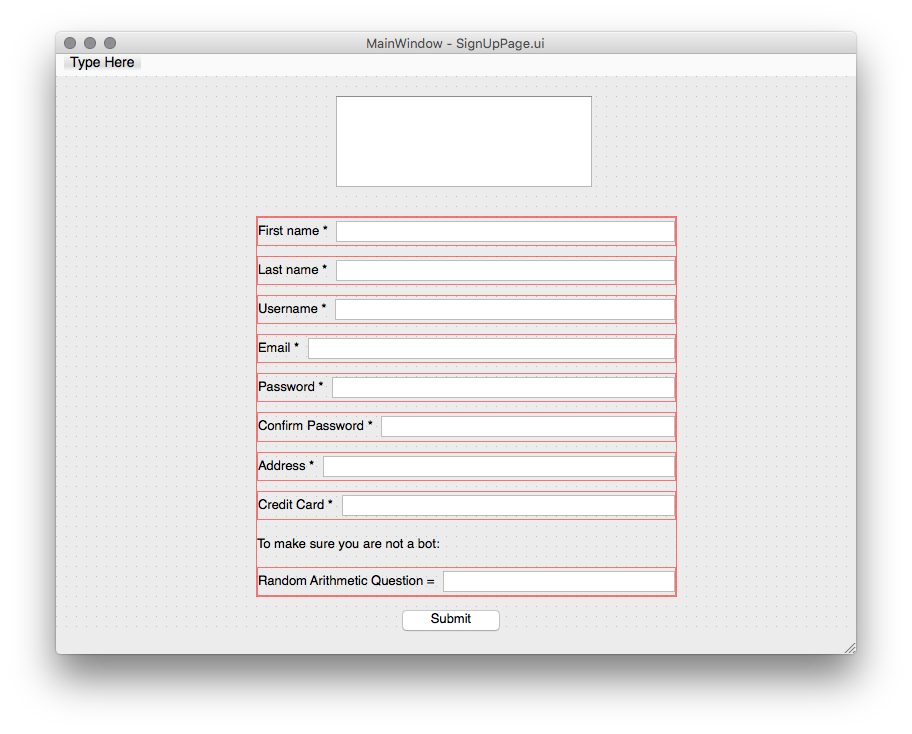 MainWindow - SignUpPage.ui
Type Here
First name *
Last name *
Username *
Email *
Password *
Confirm Password *
Address *
Credit Card *
To make sure you are not a bot:
Random Arithmetic Question =
Submit